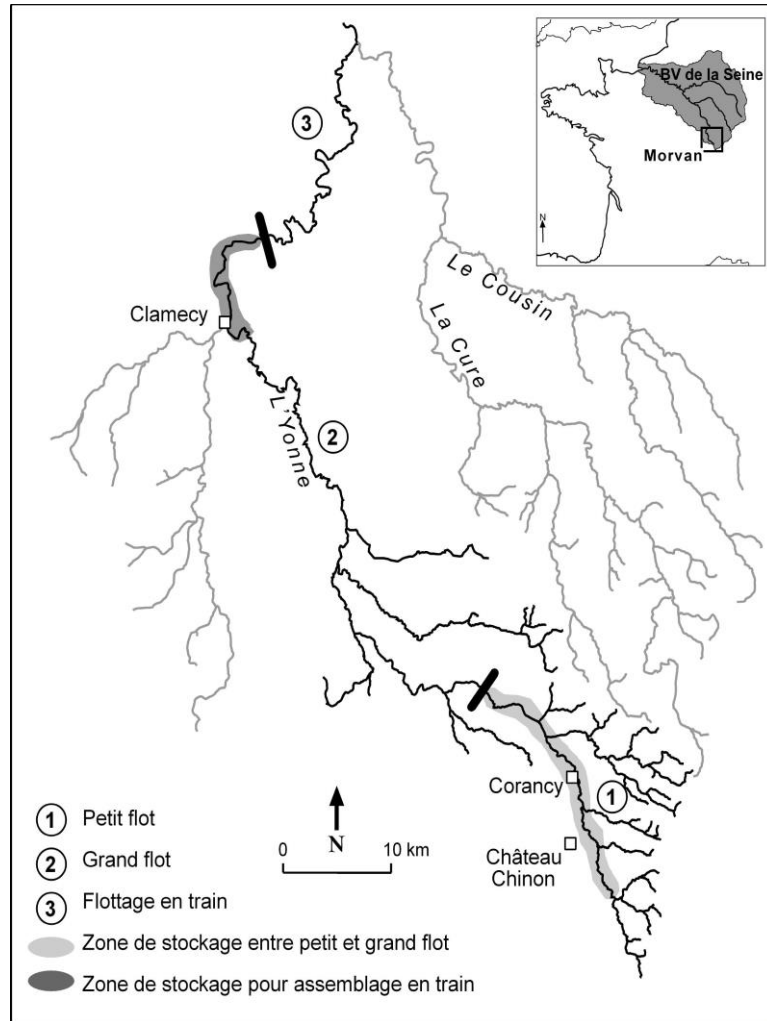 BV de la Seine
Morvan
N
3
Clamecy
Le Cousin
La Cure
L'Yonne
2
Corancy
1
Château
Chinon
1 Petit flot
2 Grand flot
3 Flottage en train
N
0 10 km
Zone de stockage entre petit et grand flot
Zone de stockage pour assemblage en train